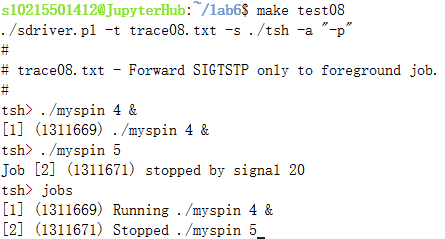 s10215501412@JupyterHub:~/lab6$ make test08
./sdriver.pl -t trace08.txt -s ./tsh -a "-p"
#
# trace08.txt - Forward SIGTSTP only to foreground job.
#
tsh> ./myspin 4 &
[1] (1311669) ./myspin 4 &
tsh> ./myspin 5
Job [2] (1311671) stopped by signal 20
tsh> jobs
[1] (1311669) Running ./myspin 4 &
[2] (1311671) Stopped ./myspin 5